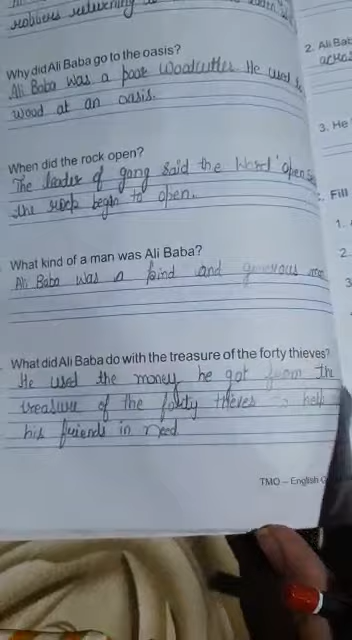 robbers returning
Why did Ali Baba go to the oasis?
Ali Baba was a poor Woodcutter He used to
wood at an oasis.
When did the rock open?
The leader of gang said the Word 'Open
the rock began to open.
What kind of a man was Ali Baba?
Ali Baba was a kind and generous man
What did Ali Baba do with the treasure of the forty thieves?
He used the money he got from the
treasure of the forty thieves to help
his friends in need
TMO – English
2. Ali Bab
3. He
Fill
1.
2.
3